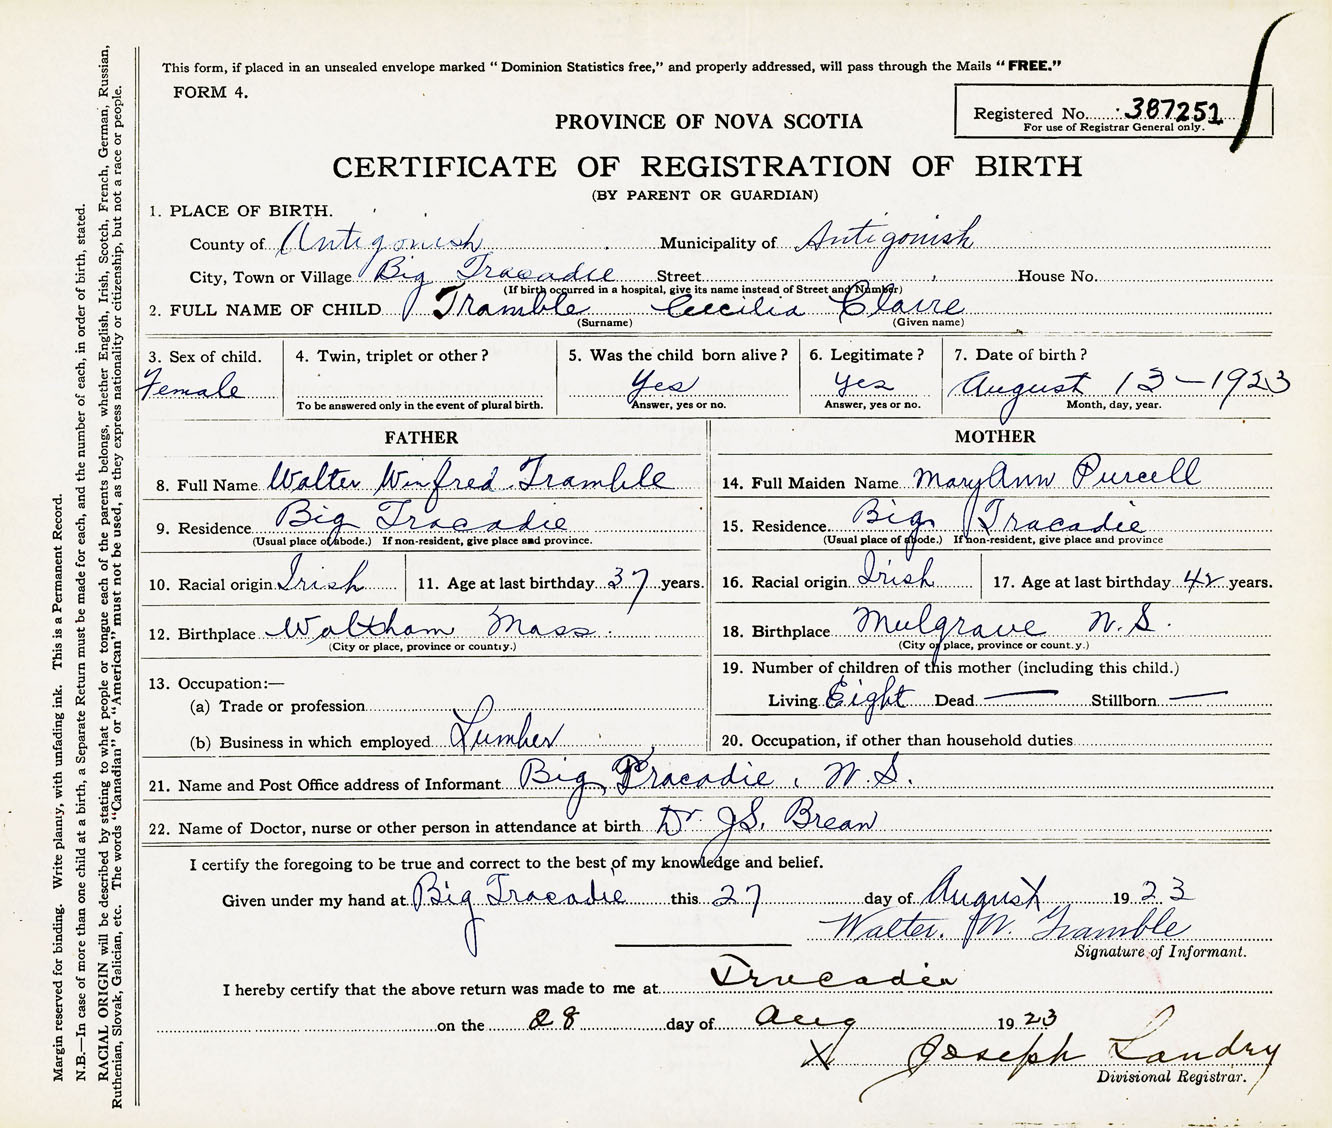 This form, if placed in an unsealed envelope marked "Dominion Statistics free," and properly addressed, will pass through the Mails "FREE."
FORM 4.
Registered No. 387251
For use of Registrar General only.
PROVINCE OF NOVA SCOTIA
CERTIFICATE OF REGISTRATION OF BIRTH
(BY PARENT OR GUARDIAN)
1. PLACE OF BIRTH.
County of Antigonish Municipality of Antigonish
City, Town or Village Big Tracadie Street House No.
(If birth occurred in a hospital, give its name instead of Street and Number)
2. FULL NAME OF CHILD Tramble Cecilia Claire
(Surname) (Given name)
3. Sex of child. 4. Twin, triplet or other? 5. Was the child born alive? 6. Legitimate? 7. Date of birth?
Female Yes Yes August 13-1923
To be answered only in the event of plural birth. Answer, yes or no. Answer, yes or no. Month, day, year.
FATHER
8. Full Name Walter Winfred Tramble
9. Residence Big Tracadie
(Usual place of abode.) If non-resident, give place and province.
10. Racial origin Irish 11. Age at last birthday 37 years.
12. Birthplace Waltham Mass.
(City or place, province or country.)
13. Occupation:—
(a) Trade or profession
(b) Business in which employed Lumber
MOTHER
14. Full Maiden Name Mary Ann Purcell
15. Residence. Big Tracadie
(Usual place of abode.) If non-resident, give place and province
16. Racial origin Irish 17. Age at last birthday 42 years.
18. Birthplace Mulgrave N.S.
(City or place, province or country.)
19. Number of children of this mother (including this child.)
Living Eight Dead — Stillborn —
20. Occupation, if other than household duties
21. Name and Post Office address of Informant Big Tracadie, N.S.
22. Name of Doctor, nurse or other person in attendance at birth Dr. J.S. Brean
I certify the foregoing to be true and correct to the best of my knowledge and belief.
Given under my hand at Big Tracadie this 27 day of August 1923
Walter. W. Tramble
Signature of Informant.
I hereby certify that the above return was made to me at Tracadie
on the 28 day of Aug 1923
X Joseph Landry
Divisional Registrar.
Margin reserved for binding. Write plainly, with unfading ink. This is a Permanent Record.
N.B.—In case of more than one child at a birth, a Separate Return must be made for each, and the number of each, in order of birth, stated.
RACIAL ORIGIN will be described by stating to what people or tongue each of the parents belongs, whether English, Irish, Scotch, French, German, Russian,
Ruthenian, Slovak, Galician, etc. The words "Canadian" or "American" must not be used, as they express nationality or citizenship, but not a race or people.